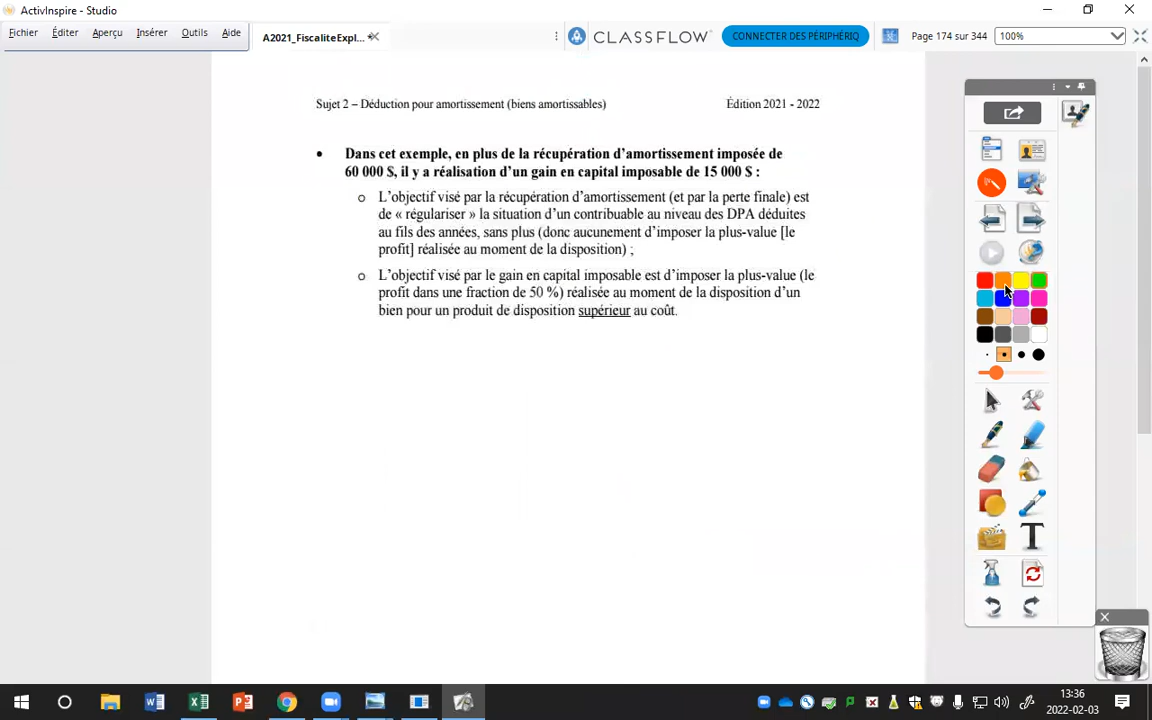 ActivInspire - Studio
Fichier Éditer Aperçu Insérer Outils Aide
A2021_FiscaliteExpl...
CLASSFLOW
CONNECTER DES PÉRIPHÉRIQ
Page 174 sur 344
100%
Sujet 2 – Déduction pour amortissement (biens amortissables) Édition 2021 - 2022
• Dans cet exemple, en plus de la récupération d’amortissement imposée de
60 000 $, il y a réalisation d’un gain en capital imposable de 15 000 $ :
o L’objectif visé par la récupération d’amortissement (et par la perte finale) est
de « régulariser » la situation d’un contribuable au niveau des DPA déduites
au fils des années, sans plus (donc aucunement d’imposer la plus-value [le
profit] réalisée au moment de la disposition) ;
o L’objectif visé par le gain en capital imposable est d’imposer la plus-value (le
profit dans une fraction de 50 %) réalisée au moment de la disposition d’un
bien pour un produit de disposition supérieur au coût.
13:36
2022-02-03